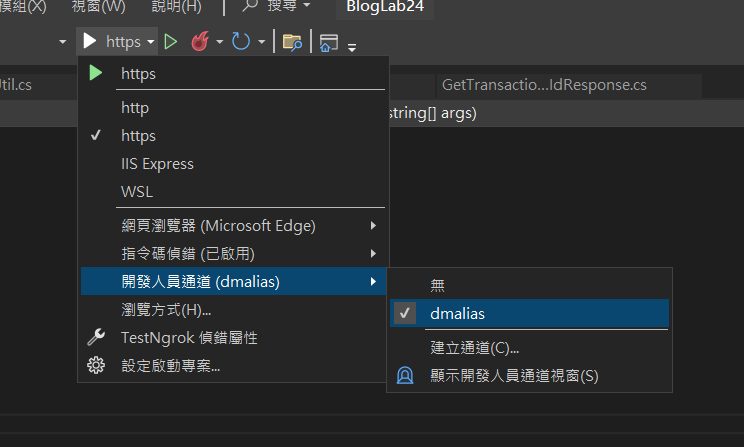 模組(X) 視窗(W) 說明(H) 搜尋 BlogLab24
https
til.cs GetTransactio...IdResponse.cs
string[] args)
https
http
https
IIS Express
WSL
網頁瀏覽器 (Microsoft Edge)
指令碼偵錯 (已啟用)
開發人員通道 (dmalias)
瀏覽方式(H)...
TestNgrok 偵錯屬性
設定啟動專案...
無
dmalias
建立通道(C)...
顯示開發人員通道視窗(S)